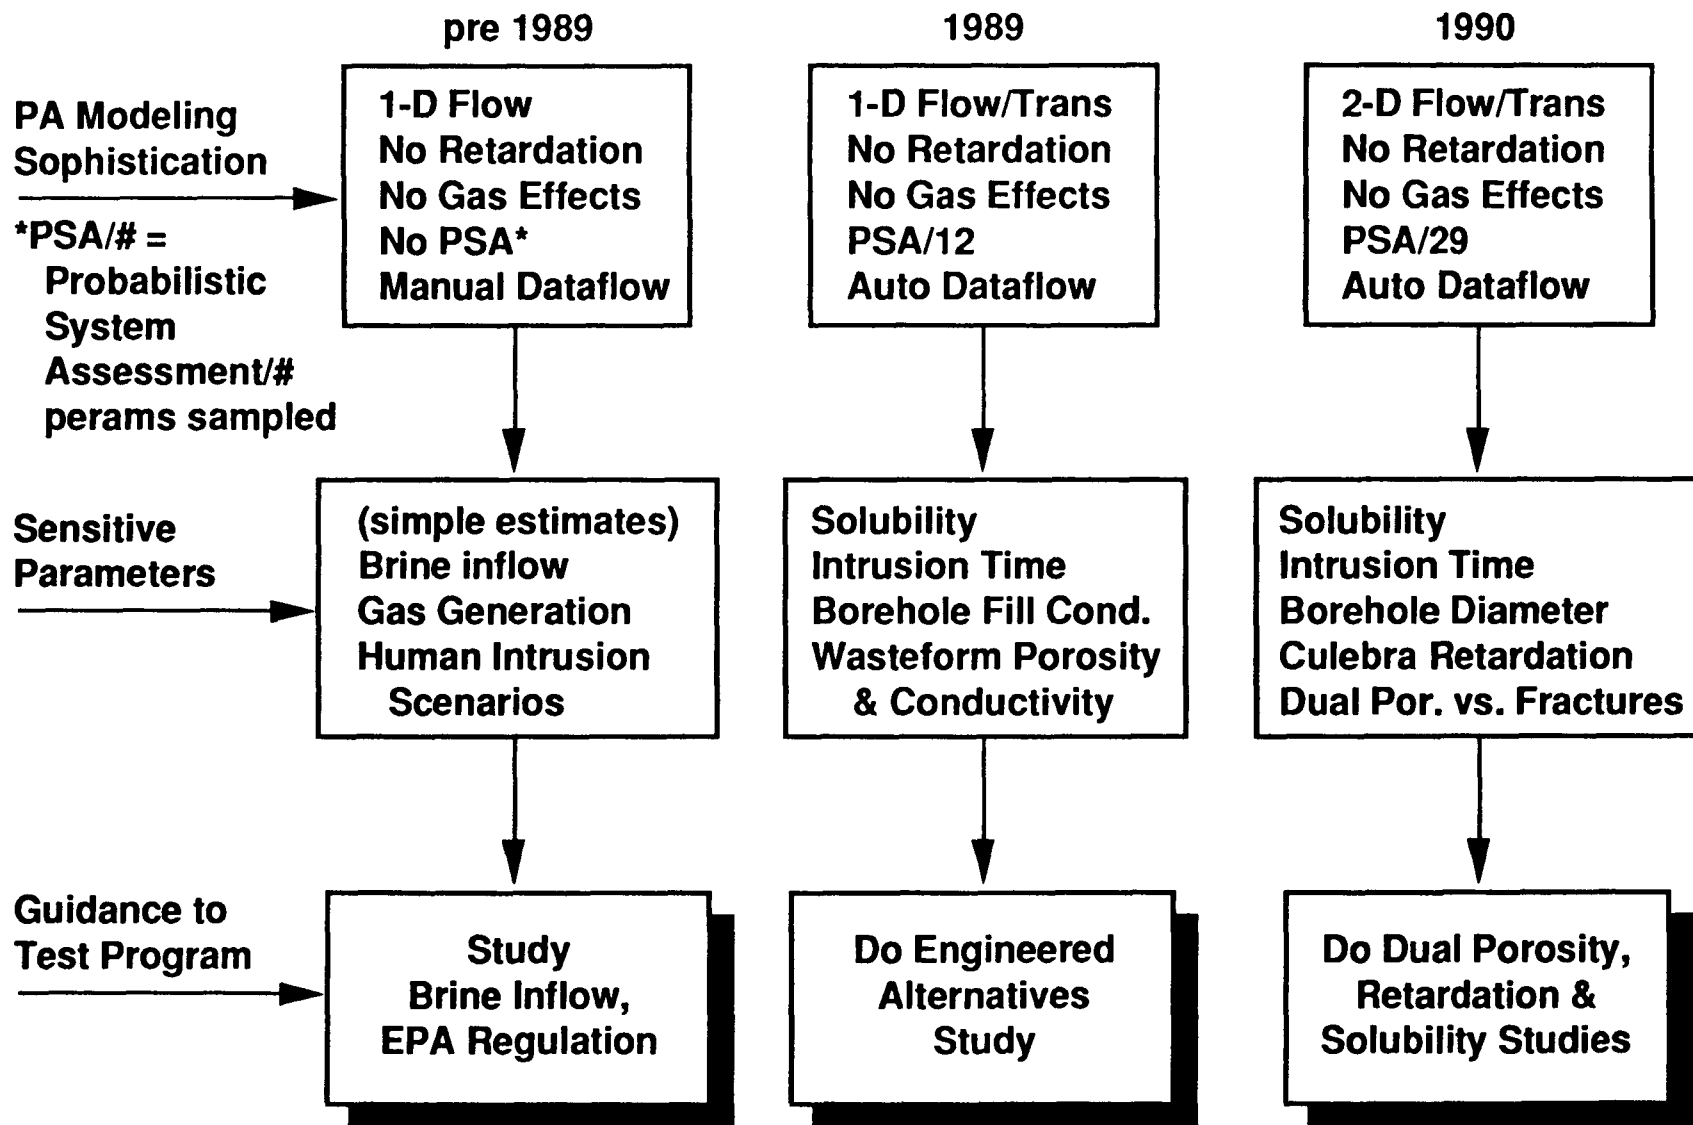 pre 1989
1989
1990
PA Modeling
Sophistication
*PSA/# =
Probabilistic
System
Assessment/#
perams sampled
1-D Flow
No Retardation
No Gas Effects
No PSA*
Manual Dataflow
1-D Flow/Trans
No Retardation
No Gas Effects
PSA/12
Auto Dataflow
2-D Flow/Trans
No Retardation
No Gas Effects
PSA/29
Auto Dataflow
Sensitive
Parameters
(simple estimates)
Brine inflow
Gas Generation
Human Intrusion
Scenarios
Solubility
Intrusion Time
Borehole Fill Cond.
Wasteform Porosity
& Conductivity
Solubility
Intrusion Time
Borehole Diameter
Culebra Retardation
Dual Por. vs. Fractures
Guidance to
Test Program
Study
Brine Inflow,
EPA Regulation
Do Engineered
Alternatives
Study
Do Dual Porosity,
Retardation &
Solubility Studies